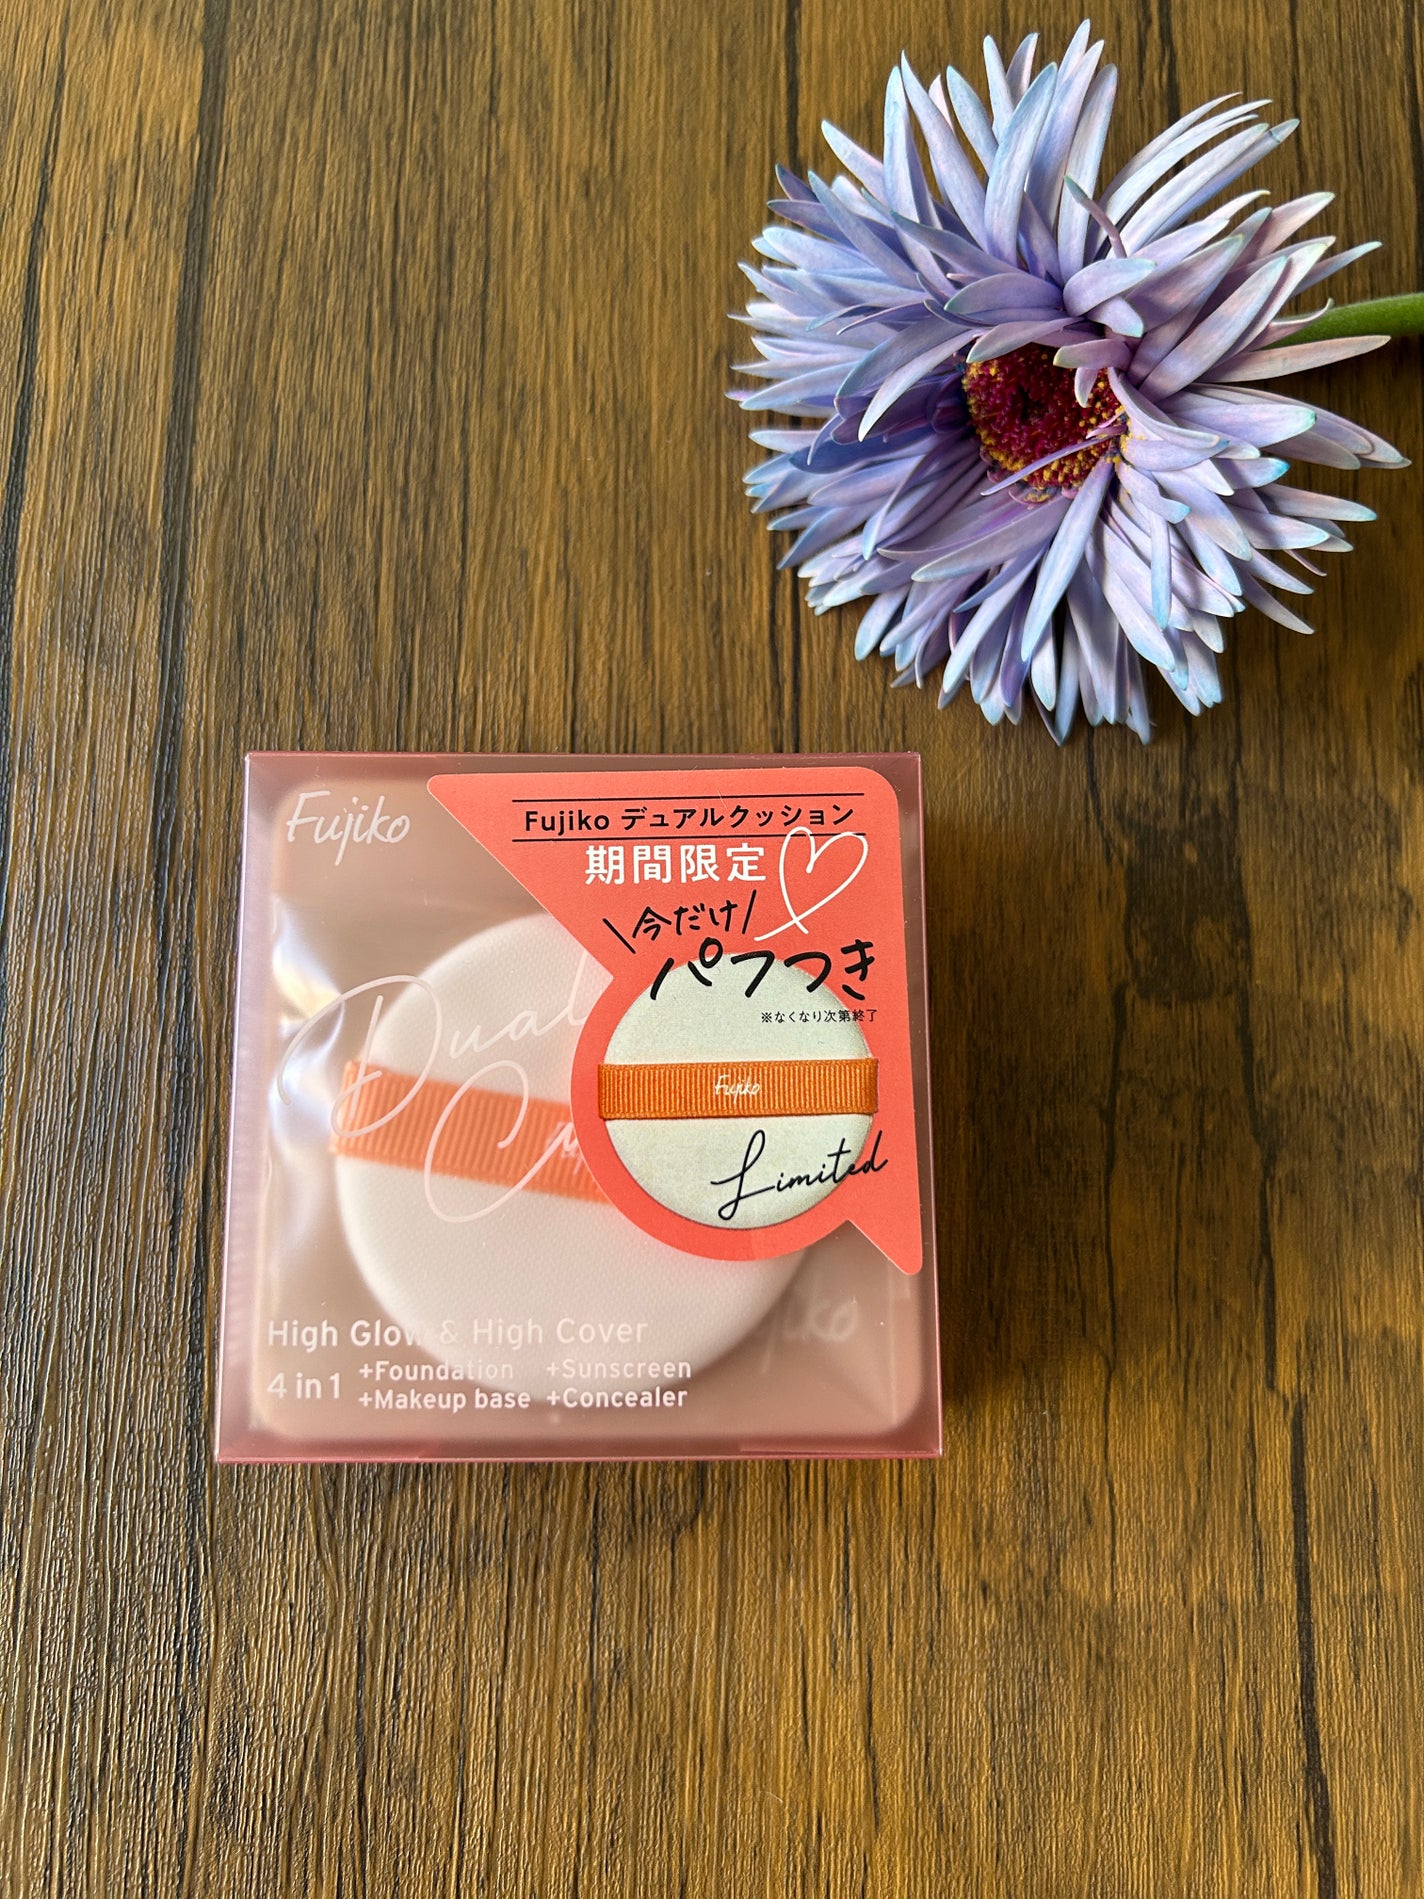 Fujiko
Fujiko デュアルクッション
期間限定
\今だけ/
パフつき
※なくなり次第終了
Fujiko
Limited
Dual
High Glow & High Cover
4 in 1
+Foundation +Sunscreen
+Makeup base +Concealer